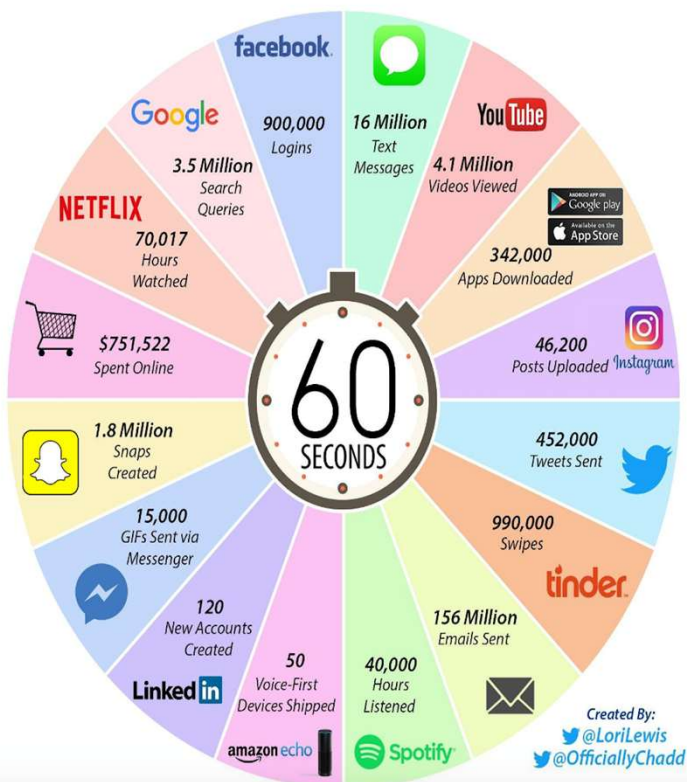 facebook
900,000
Logins
16 Million
Text
Messages
YouTube
4.1 Million
Videos Viewed
ANDROID APP ON
Google play
Available on the
App Store
342,000
Apps Downloaded
46,200
Posts Uploaded
Instagram
452,000
Tweets Sent
990,000
Swipes
tinder
156 Million
Emails Sent
40,000
Hours
Listened
Spotify
50
Voice-First
Devices Shipped
amazon echo
120
New Accounts
Created
Linked in
15,000
GIFs Sent via
Messenger
1.8 Million
Snaps
Created
$751,522
Spent Online
NETFLIX
70,017
Hours
Watched
Google
3.5 Million
Search
Queries
60
SECONDS
Created By:
@LoriLewis
@OfficiallyChadd